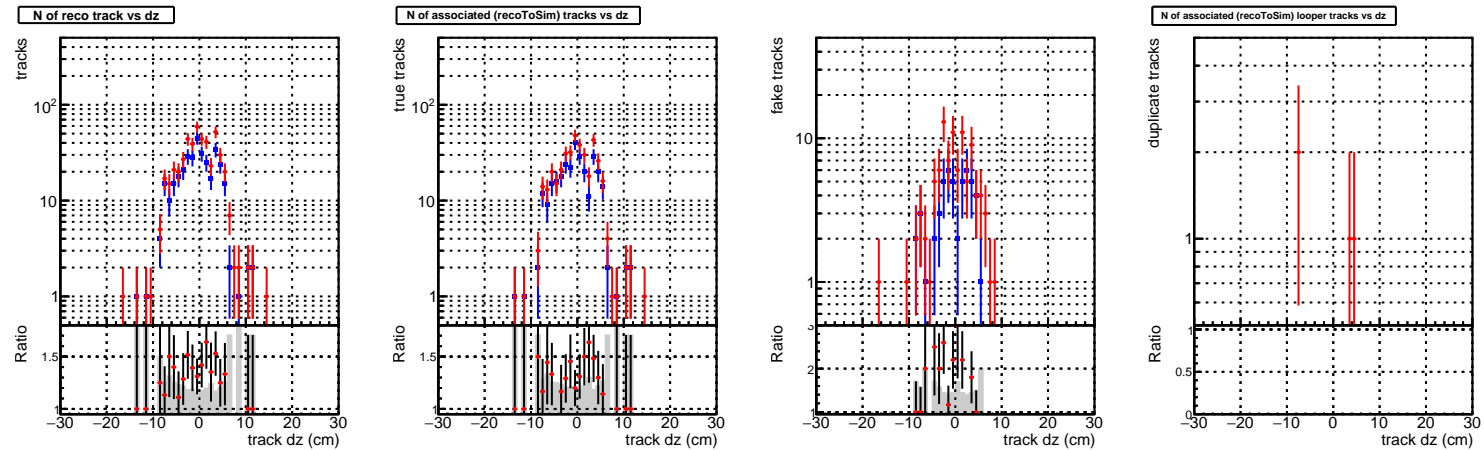 N of reco track vs dz
tracks
10²
10
1
Ratio
1.5
1
−30 −20 −10 0 10 20 30
track dz (cm)
N of associated (recoToSim) tracks vs dz
true tracks
10²
10
1
Ratio
1.5
1
−30 −20 −10 0 10 20 30
track dz (cm)
fake tracks
10
1
Ratio
3
2
1
−30 −20 −10 0 10 20 30
track dz (cm)
N of associated (recoToSim) looper tracks vs dz
duplicate tracks
1
Ratio
1
0.5
0
−30 −20 −10 0 10 20 30
track dz (cm)